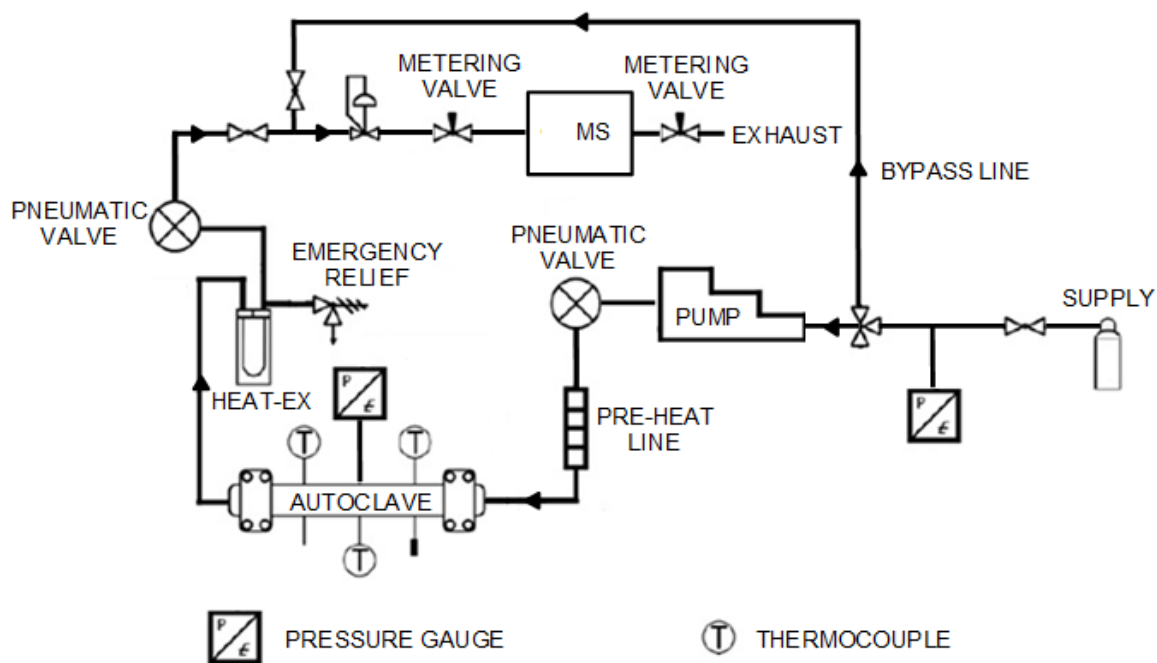 METERING
VALVE
METERING
VALVE
MS
EXHAUST
BYPASS LINE
PNEUMATIC
VALVE
EMERGENCY
RELIEF
PNEUMATIC
VALVE
PUMP
SUPPLY
HEAT-EX
P
E
PRE-HEAT
LINE
P
E
T
T
AUTOCLAVE
T
P
E
PRESSURE GAUGE
T
THERMOCOUPLE